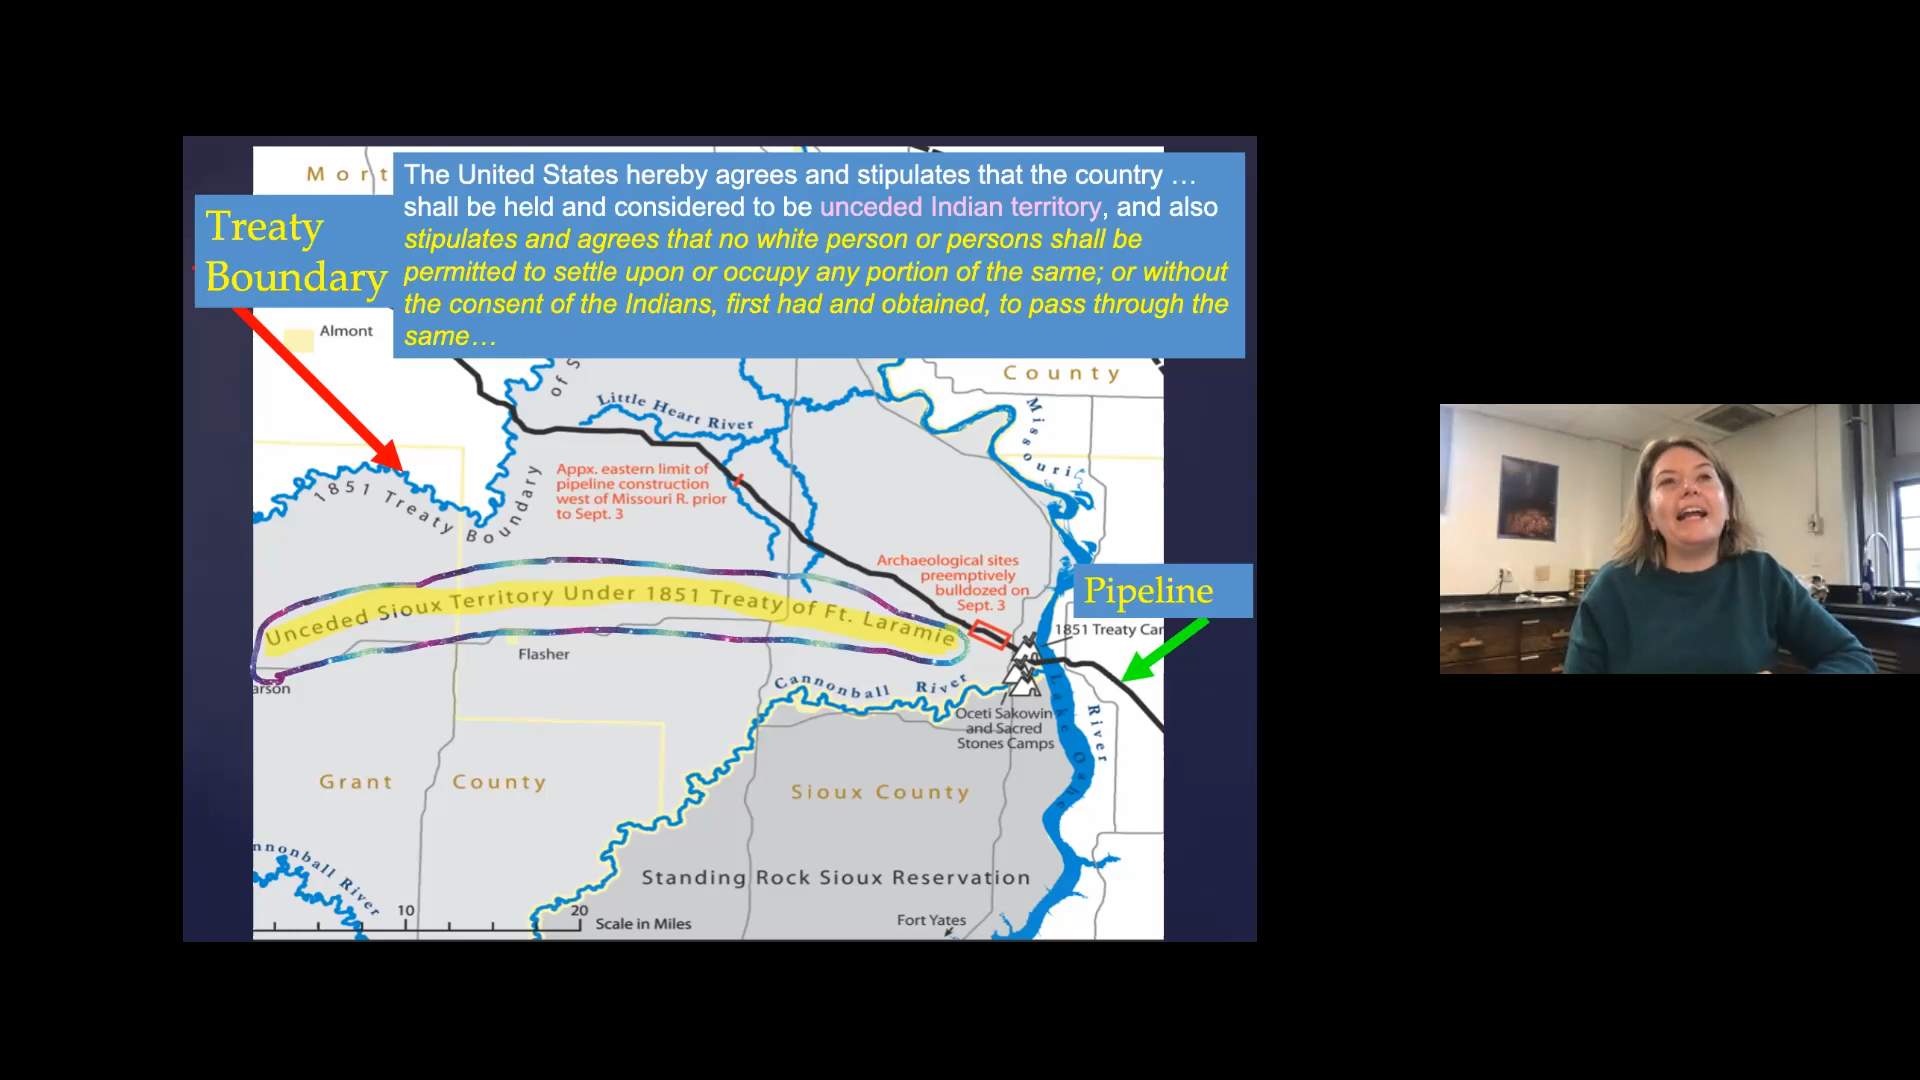 Mort
The United States hereby agrees and stipulates that the country …
shall be held and considered to be unceded Indian territory, and also
stipulates and agrees that no white person or persons shall be
permitted to settle upon or occupy any portion of the same; or without
the consent of the Indians, first had and obtained, to pass through the
same…
Treaty
Boundary
Almont
County
of S
Little Heart River
Missouri
1851 Treaty Boundary
Appx. eastern limit of
pipeline construction
west of Missouri R. prior
to Sept. 3
Archaeological sites
preemptively
bulldozed on
Sept. 3
Pipeline
Unceded Sioux Territory Under 1851 Treaty of Ft. Laramie
1851 Treaty Cam
Flasher
arson
Cannonball River
Oceti Sakowin
and Sacred
Stones Camps
Lake Oahe
River
Grant County
Sioux County
nnonball River
Standing Rock Sioux Reservation
10
20
Scale in Miles
Fort Yates